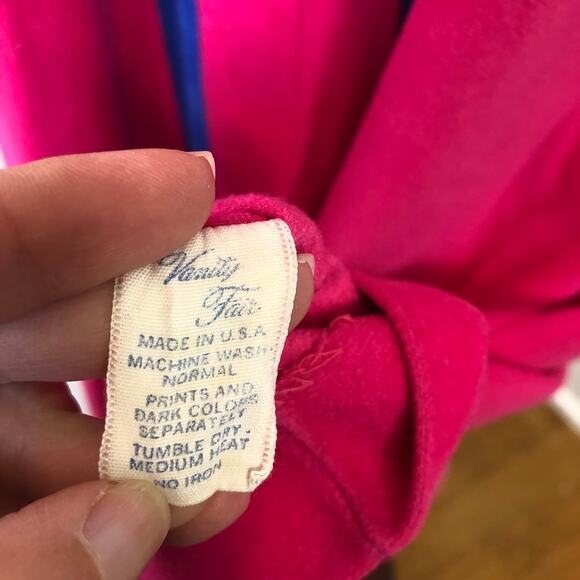 Vanity
Fair
MADE IN U.S.A
MACHINE WASH
NORMAL
PRINTS AND
DARK COLORS
SEPARATELY
TUMBLE DRY.
MEDIUM HEAT
NO IRON